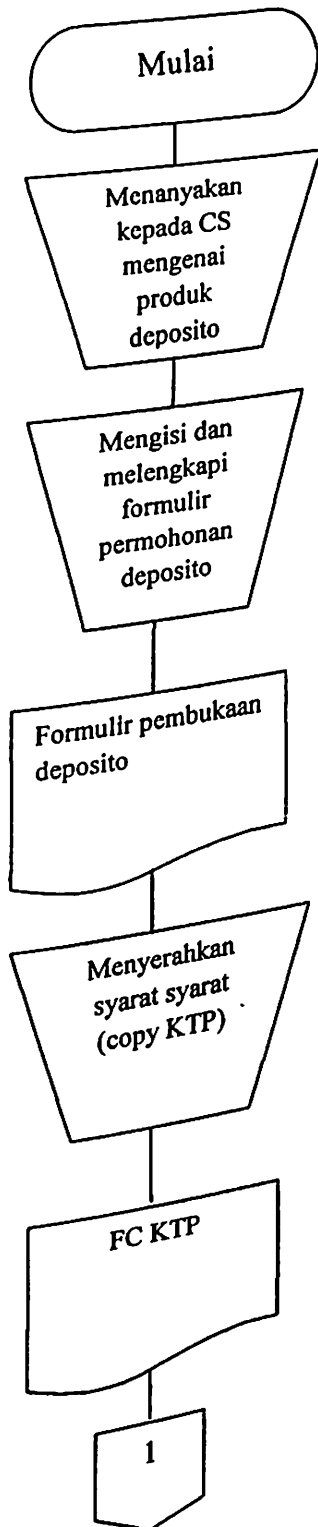 Mulai
Menanyakan
kepada CS
mengenai
produk
deposito
Mengisi dan
melengkapi
formulir
permohonan
deposito
Formulir pembukaan
deposito
Menyerahkan
syarat syarat
(copy KTP)
FC KTP
1